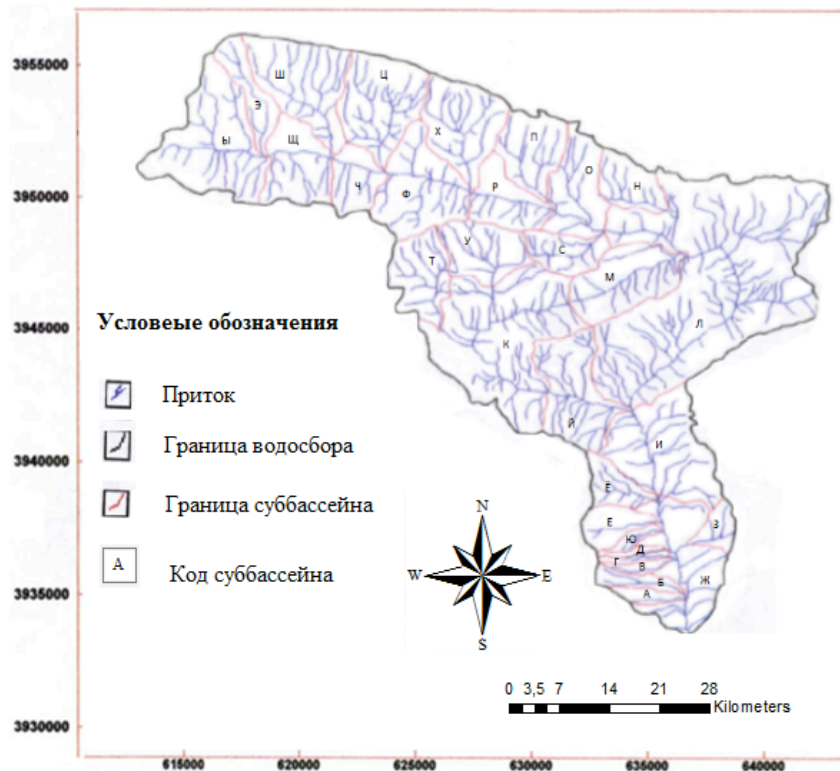 3955000
3950000
3945000
3940000
3935000
3930000
615000
620000
625000
630000
635000
640000
Ш
Ц
Э
Х
П
Ы
Щ
О
Н
Ч
Ф
Р
У
С
Т
М
Л
К
Й
И
Е
Е
З
Ю
Д
Г
В
Б
Ж
А
Условеые обозначения
Приток
Граница водосбора
Граница суббассейна
А
Код суббассейна
N
W
E
S
0 3,5 7 14 21 28
Kilometers